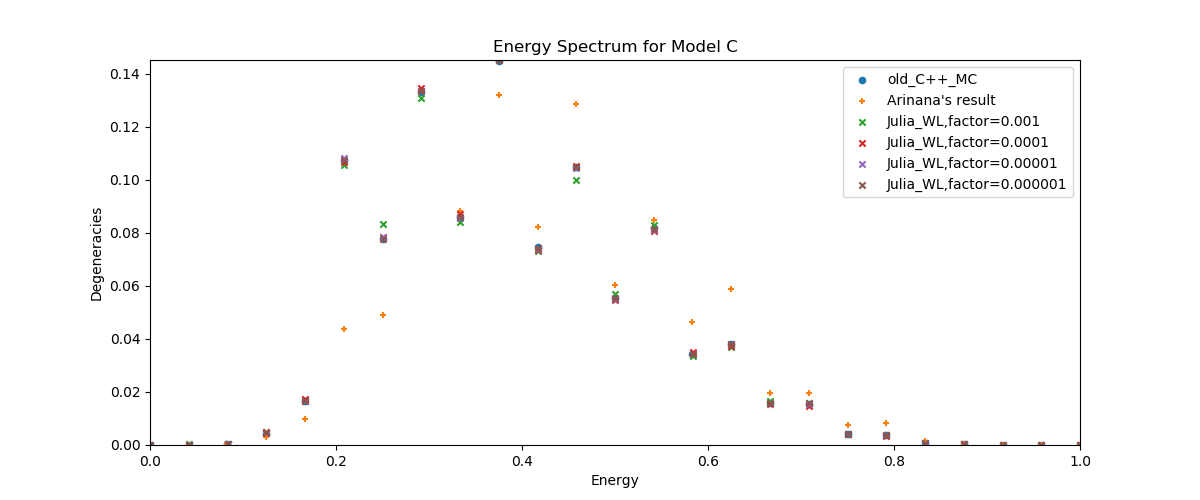 Energy Spectrum for Model C
old_C++_MC
Arinana's result
Julia_WL,factor=0.001
Julia_WL,factor=0.0001
Julia_WL,factor=0.00001
Julia_WL,factor=0.000001
Degeneracies
0.14
0.12
0.10
0.08
0.06
0.04
0.02
0.00
0.0 0.2 0.4 0.6 0.8 1.0
Energy